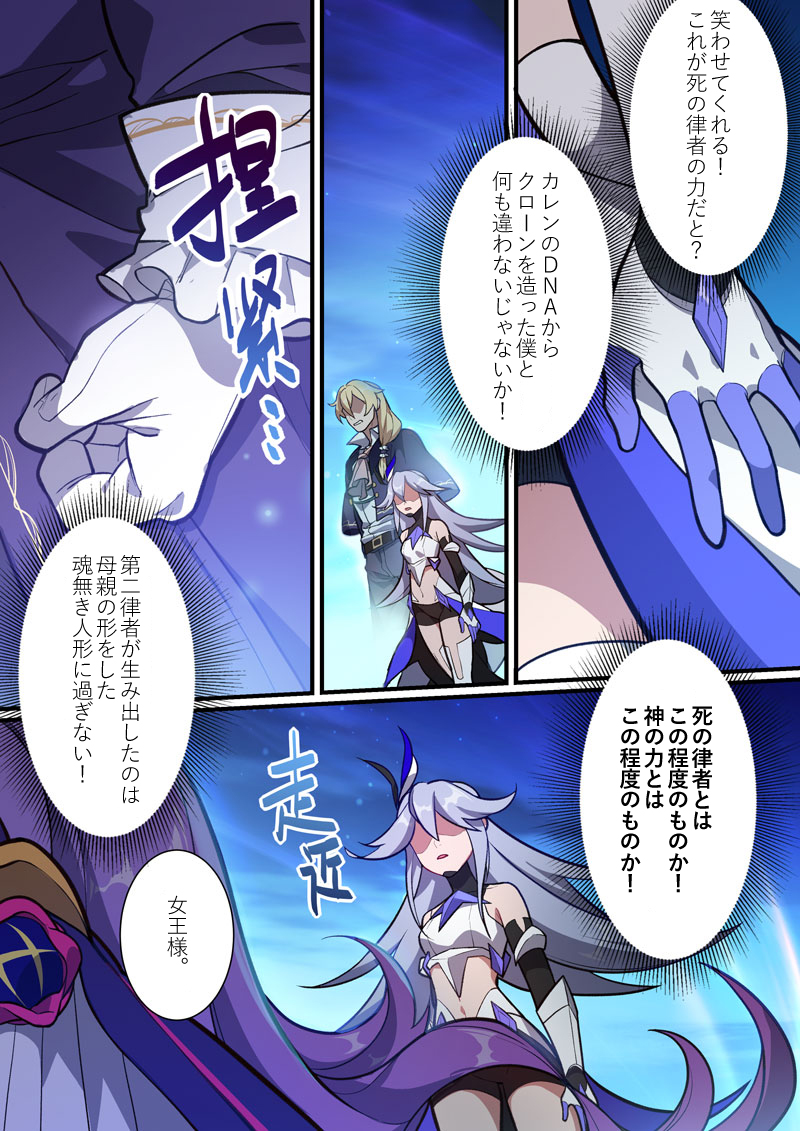 笑わせてくれる！
これが死の律者の力だと？
カレンのＤＮＡから
クローンを造った僕と
何も違わないじゃないか！
捏
紧…
第二律者が生み出したのは
母親の形をした
魂無き人形に過ぎない！
死の律者とは
この程度のものか！
神の力とは
この程度のものか！
走近
女王様。